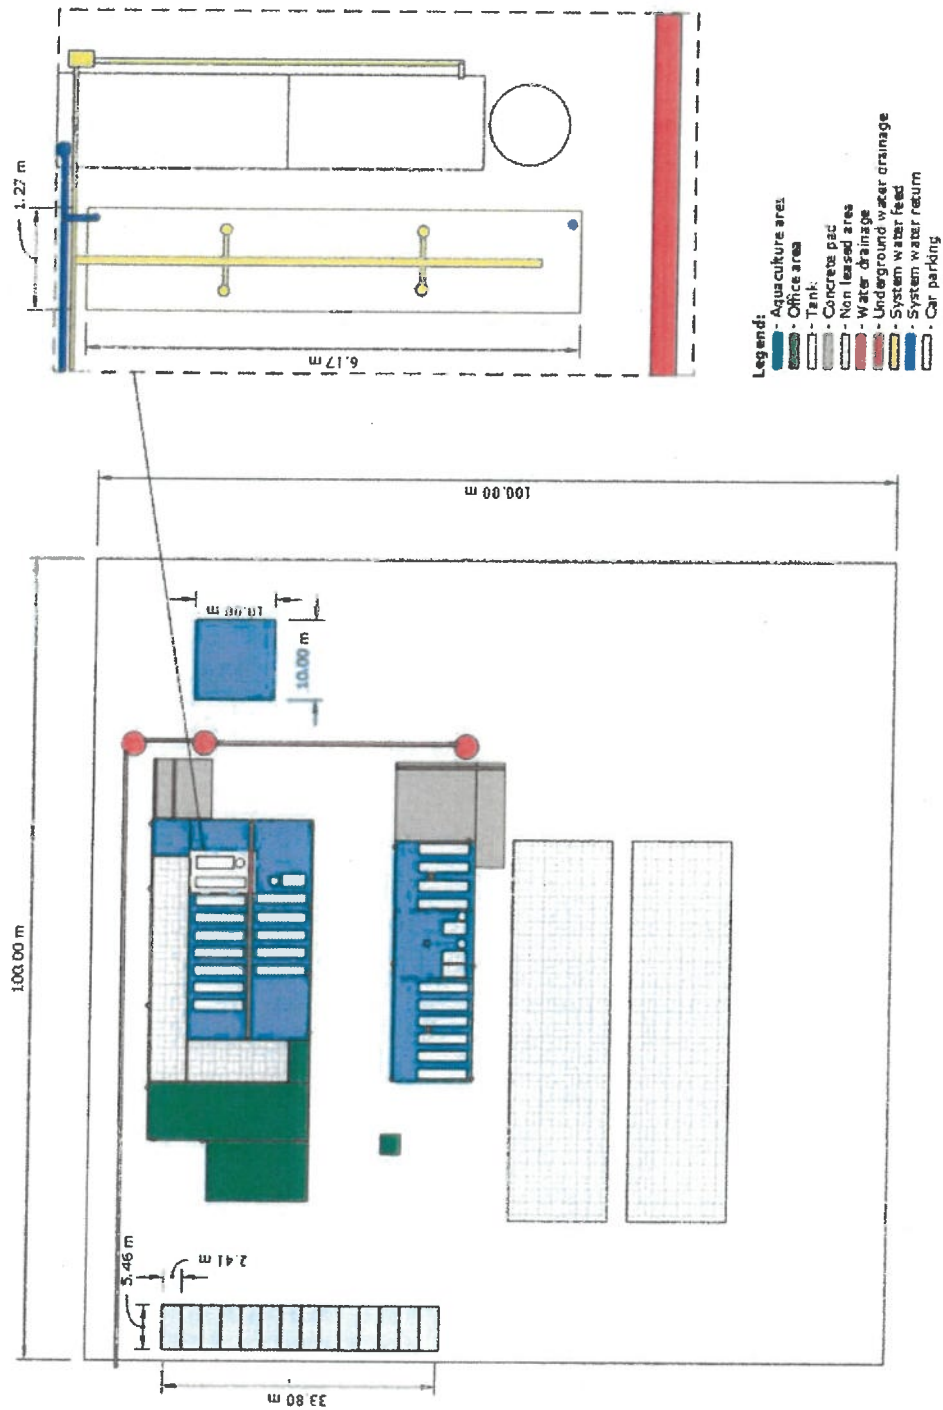 1.27 m
6.17 m
Legend:
- Aquaculture area
- Office area
- Tank
- Concrete pad
- Non leased area
- Water drainage
- Underground water drainage
- System water feed
- System water return
- Car parking
100.00 m
100.00 m
10.00 m
10.00 m
5.46 m
2.41 m
33.80 m